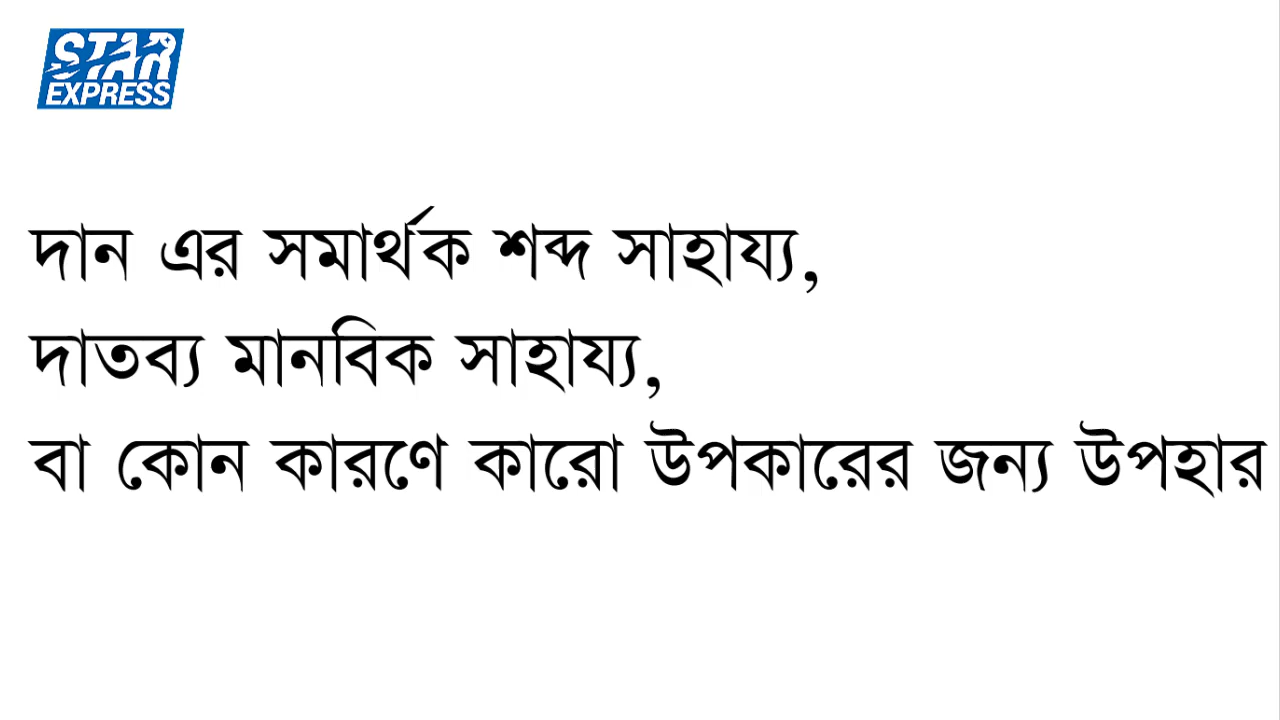 STAR
EXPRESS
দান এর সমার্থক শব্দ সাহায্য,
দাতব্য মানবিক সাহায্য,
বা কোন কারণে কারো উপকারের জন্য উপহার